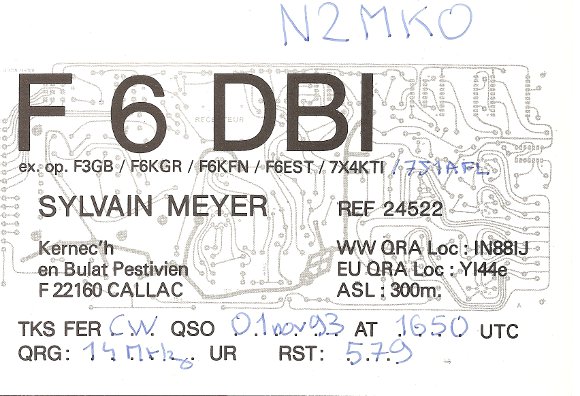 N2MKO
F 6 DBI
RECEPTEUR
ex. op. F3GB / F6KGR / F6KFN / F6EST / 7X4KTI / 7S1AFL
SYLVAIN MEYER REF 24522
Kernec'h WW QRA Loc : IN88IJ
en Bulat Pestivien EU QRA Loc : YI44e
F 22160 CALLAC ASL : 300m.
TKS FER CW QSO 01 nov 93 AT 1650 UTC
QRG: 14 MHz UR RST: 579